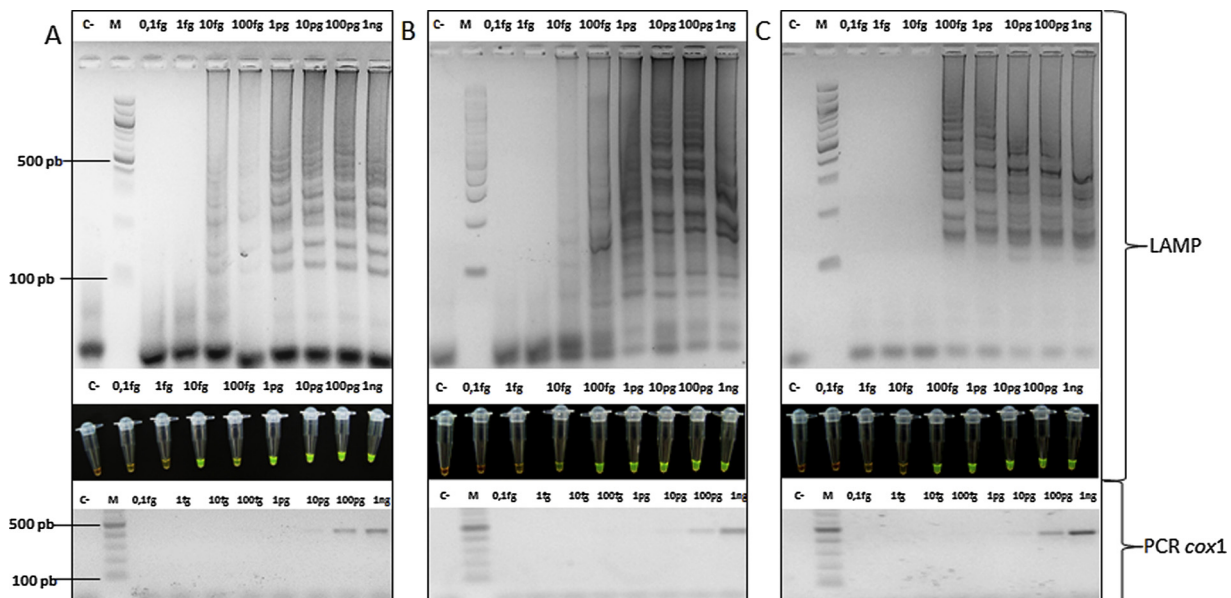 A
B
C
C- M 0,1fg 1fg 10fg 100fg 1pg 10pg 100pg 1ng
C- M 0,1fg 1fg 10fg 100fg 1pg 10pg 100pg 1ng
C- M 0,1fg 1fg 10fg 100fg 1pg 10pg 100pg 1ng
500 pb
100 pb
LAMP
C- 0,1fg 1fg 10fg 100fg 1pg 10pg 100pg 1ng
C- 0,1fg 1fg 10fg 100fg 1pg 10pg 100pg 1ng
C- 0,1fg 1fg 10fg 100fg 1pg 10pg 100pg 1ng
C- M 0,1fg 1fg 10fg 100fg 1pg 10pg 100pg 1ng
C- M 0,1fg 1fg 10fg 100fg 1pg 10pg 100pg 1ng
C- M 0,1fg 1fg 10fg 100fg 1pg 10pg 100pg 1ng
500 pb
100 pb
PCR cox1